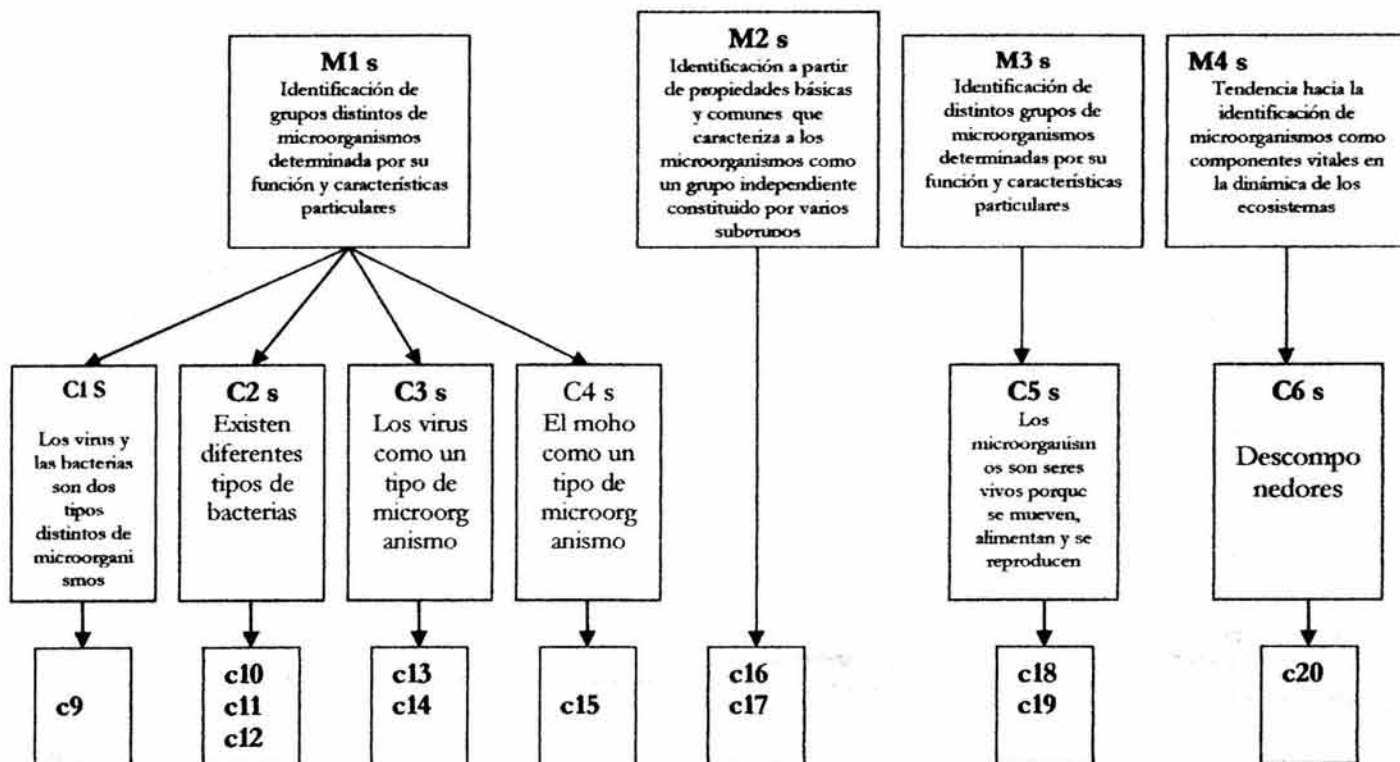 M1 s
Identificación de
grupos distintos de
microorganismos
determinada por su
función y características
particulares
M2 s
Identificación a partir
de propiedades básicas
y comunes que
caracteriza a los
microorganismos como
un grupo independiente
constituido por varios
subgrupos
M3 s
Identificación de
distintos grupos de
microorganismos
determinadas por su
función y características
particulares
M4 s
Tendencia hacia la
identificación de
microorganismos como
componentes vitales en
la dinámica de los
ecosistemas
C1 S
Los virus y
las bacterias
son dos
tipos
distintos de
microorgani
smos
C2 s
Existen
diferentes
tipos de
bacterias
C3 s
Los virus
como un
tipo de
microorg
anismo
C4 s
El moho
como un
tipo de
microorg
anismo
C5 s
Los
microorganism
os son seres
vivos porque
se mueven,
alimentan y se
reproducen
C6 s
Descompo
nedores
c9
c10
c11
c12
c13
c14
c15
c16
c17
c18
c19
c20